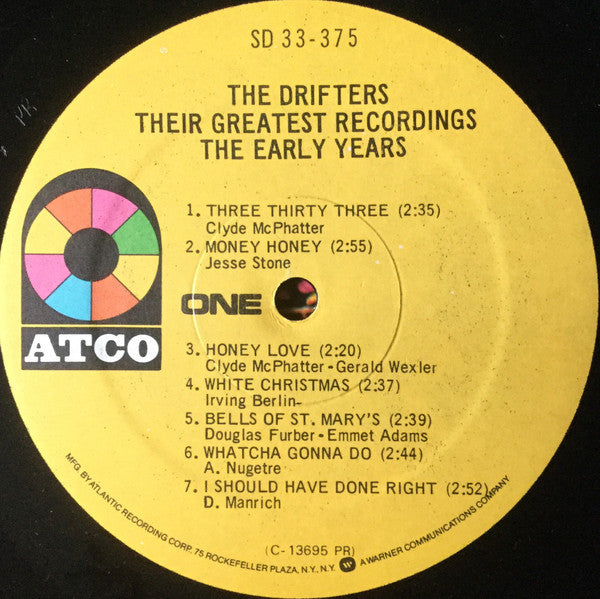 SD 33-375
THE DRIFTERS
THEIR GREATEST RECORDINGS
THE EARLY YEARS
1. THREE THIRTY THREE (2:35)
Clyde McPhatter
2. MONEY HONEY (2:55)
Jesse Stone
ONE
ATCO
3. HONEY LOVE (2:20)
Clyde McPhatter-Gerald Wexler
4. WHITE CHRISTMAS (2:37)
Irving Berlin-
5. BELLS OF ST. MARY'S (2:39)
Douglas Furber-Emmet Adams
6. WHATCHA GONNA DO (2:44)
A. Nugetre
7. I SHOULD HAVE DONE RIGHT (2:52)
D. Manrich
(C-13695 PR)
MFG. BY ATLANTIC RECORDING CORP. 75 ROCKEFELLER PLAZA, N.Y., N.Y. W A WARNER COMMUNICATIONS COMPANY